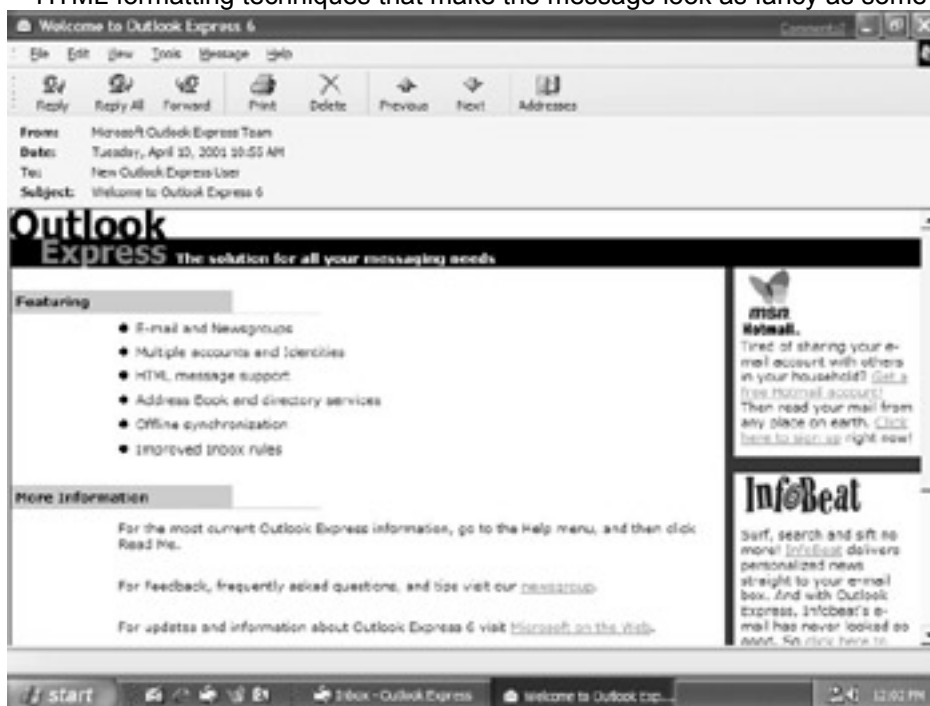 HTML formatting techniques that make the message look as fancy as some
Welcome to Outlook Express 6
Comments?
File Edit View Tools Message Help
Reply Reply All Forward Print Delete Previous Next Addresses
From: Microsoft Outlook Express Team
Date: Tuesday, April 10, 2001 10:55 AM
To: New Outlook Express User
Subject: Welcome to Outlook Express 6
Outlook
Express The solution for all your messaging needs
Featuring
• E-mail and Newsgroups
• Multiple accounts and Identities
• HTML message support
• Address Book and directory services
• Offline synchronization
• Improved Inbox rules
More Information
For the most current Outlook Express information, go to the Help menu, and then click
Read Me.
For feedback, frequently asked questions, and tips visit our newsgroup.
For updates and information about Outlook Express 6 visit Microsoft on the Web.
msn
Hotmail.
Tired of sharing your e-
mail account with others
in your household? Get a
free Hotmail account!
Then read your mail from
any place on earth. Click
here to sign up right now!
InfoBeat
Surf, search and sift no
more! InfoBeat delivers
personalized news
straight to your e-mail
box. And with Outlook
Express, Infobeat's e-
mail has never looked so
good. So click here to
start Inbox - Outlook Express Welcome to Outlook Exp... 12:02 PM